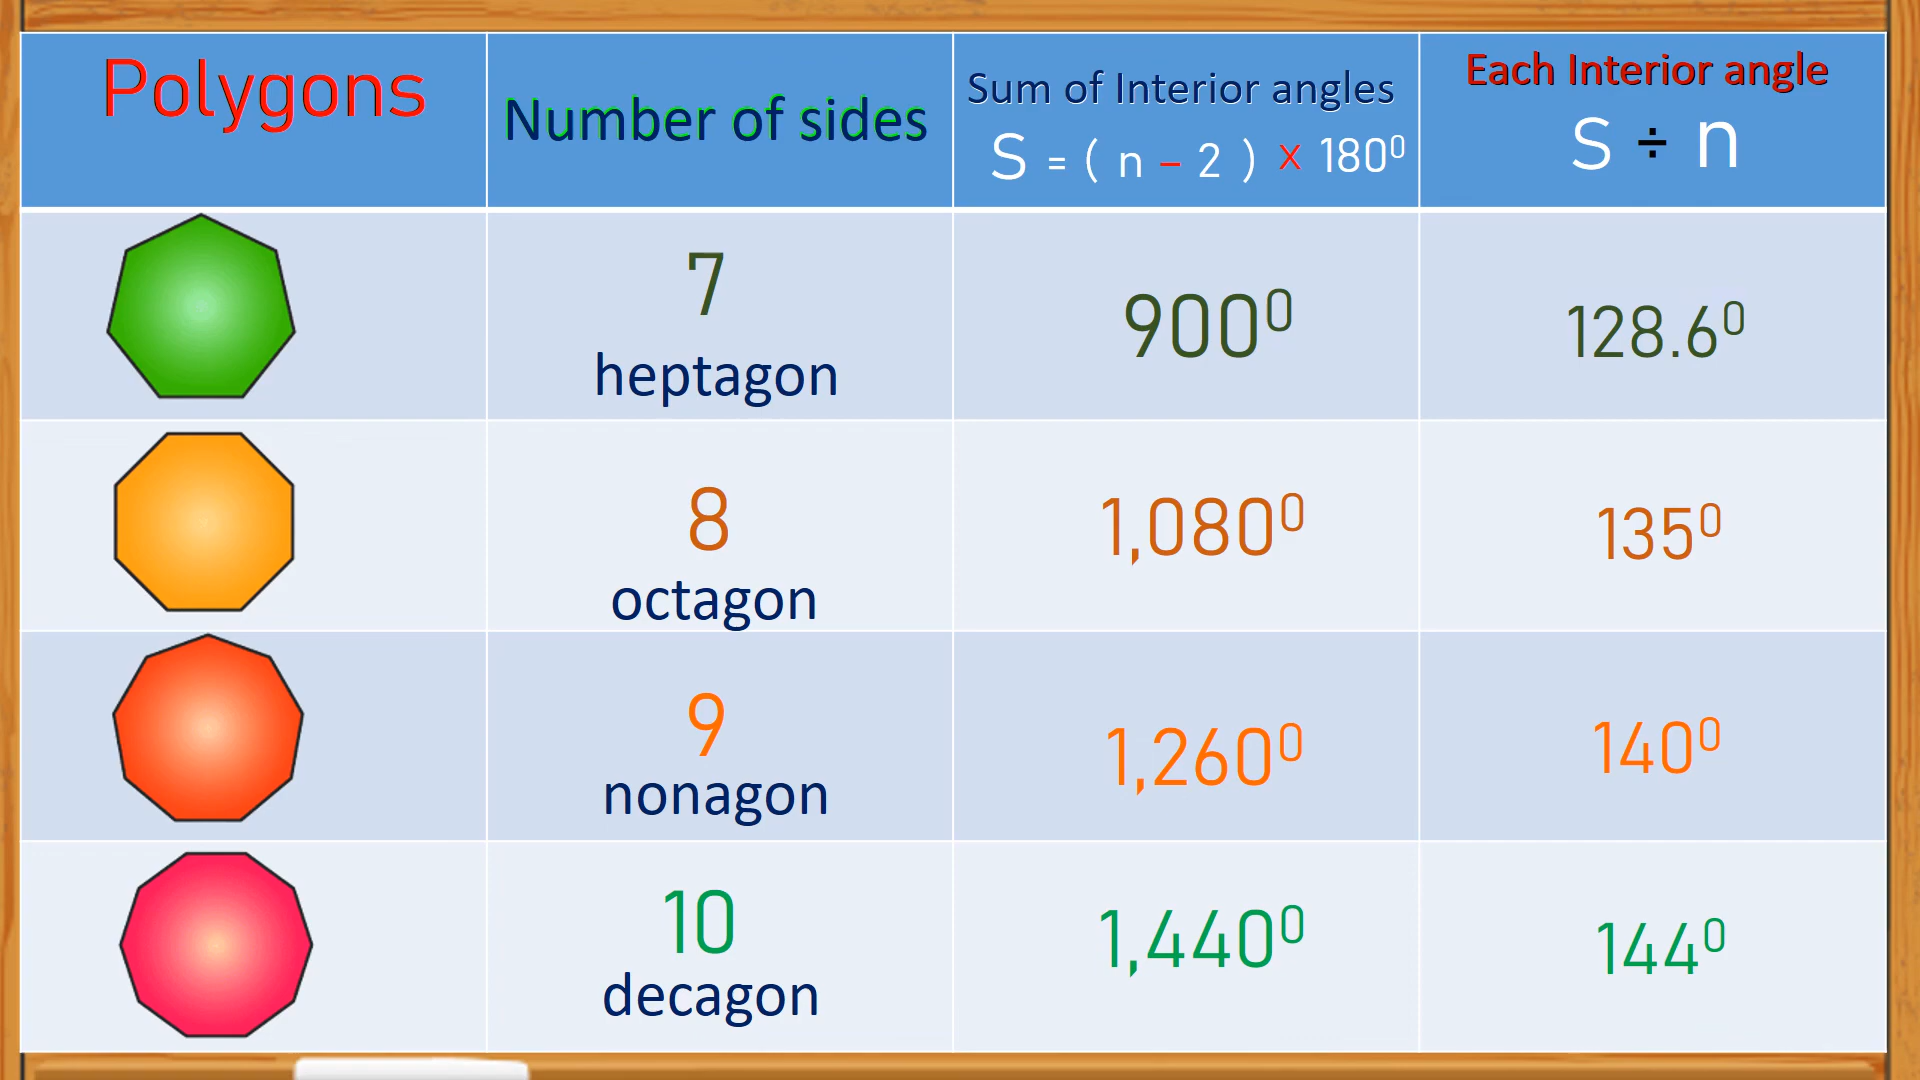 Polygons
Number of sides
Sum of Interior angles
S = ( n – 2 ) x 180⁰
Each Interior angle
S ÷ n
7
heptagon
900⁰
128.6⁰
8
octagon
1,080⁰
135⁰
9
nonagon
1,260⁰
140⁰
10
decagon
1,440⁰
144⁰